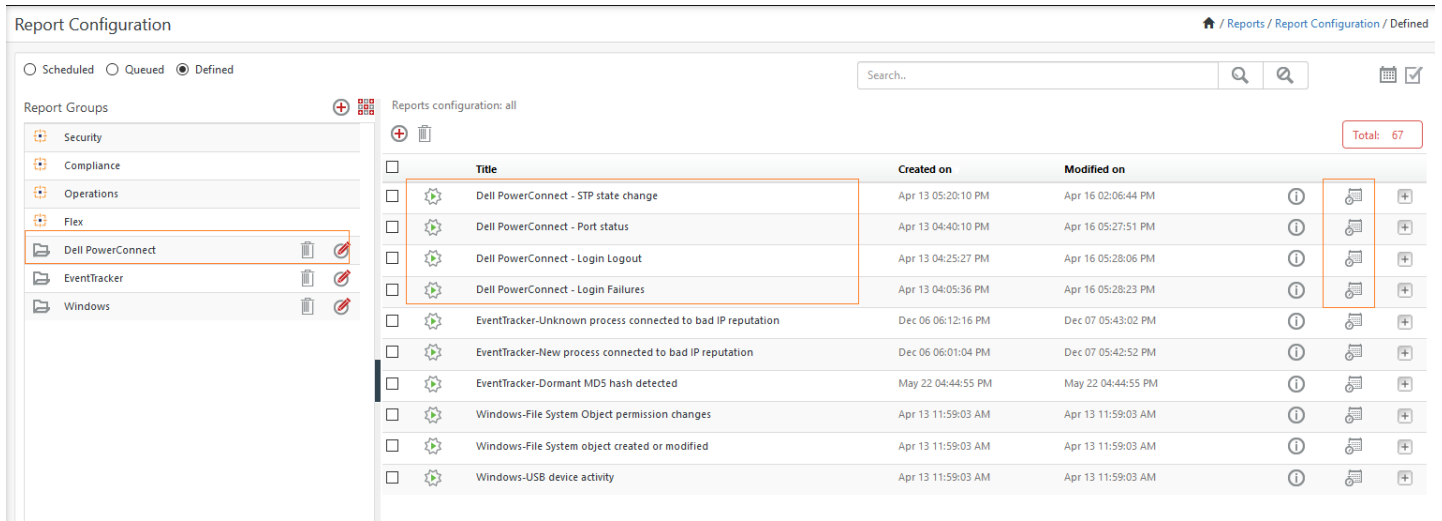 Report Configuration
/ Reports / Report Configuration / Defined
Scheduled Queued Defined
Search..
Report Groups
Reports configuration: all
Security
Compliance
Operations
Flex
Dell PowerConnect
EventTracker
Windows
Total: 67
Title Created on Modified on
Dell PowerConnect - STP state change Apr 13 05:20:10 PM Apr 16 02:06:44 PM
Dell PowerConnect - Port status Apr 13 04:40:10 PM Apr 16 05:27:51 PM
Dell PowerConnect - Login Logout Apr 13 04:25:27 PM Apr 16 05:28:06 PM
Dell PowerConnect - Login Failures Apr 13 04:05:36 PM Apr 16 05:28:23 PM
EventTracker-Unknown process connected to bad IP reputation Dec 06 06:12:16 PM Dec 07 05:43:02 PM
EventTracker-New process connected to bad IP reputation Dec 06 06:01:04 PM Dec 07 05:42:52 PM
EventTracker-Dormant MD5 hash detected May 22 04:44:55 PM May 22 04:44:55 PM
Windows-File System Object permission changes Apr 13 11:59:03 AM Apr 13 11:59:03 AM
Windows-File System object created or modified Apr 13 11:59:03 AM Apr 13 11:59:03 AM
Windows-USB device activity Apr 13 11:59:03 AM Apr 13 11:59:03 AM